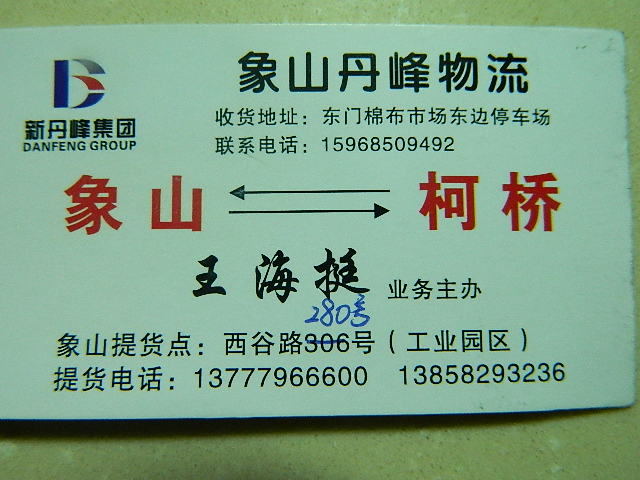 象山丹峰物流
新丹峰集团
DANFENG GROUP
收货地址：东门棉布市场东边停车场
联系电话：15968509492
象山 柯桥
王海挺 业务主办
280号
象山提货点：西谷路306号（工业园区）
提货电话：13777966600 13858293236